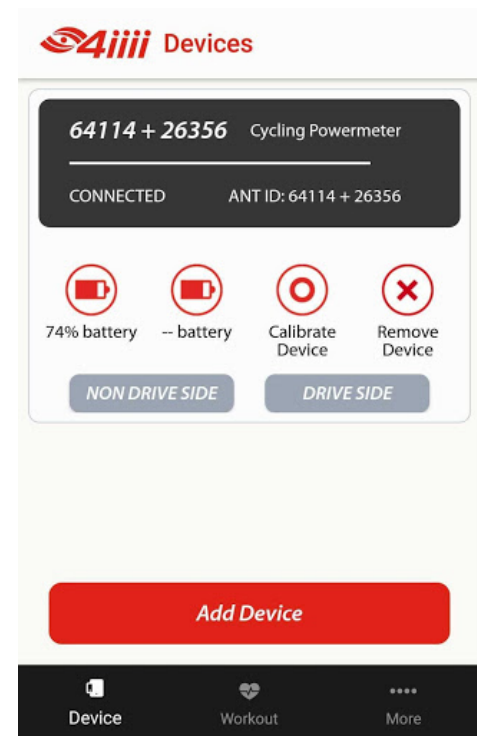 4iiii Devices
64114 + 26356 Cycling Powermeter
CONNECTED ANT ID: 64114 + 26356
74% battery -- battery Calibrate Device Remove Device
NON DRIVE SIDE DRIVE SIDE
Add Device
Device Workout More